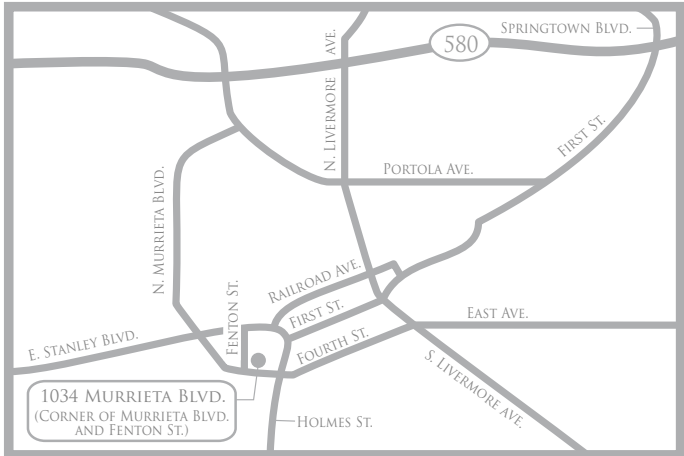 SPRINGTOWN BLVD.
580
N. LIVERMORE AVE.
FIRST ST.
PORTOLA AVE.
N. MURRIETA BLVD.
RAILROAD AVE.
FENTON ST.
FIRST ST.
EAST AVE.
E. STANLEY BLVD.
FOURTH ST.
S. LIVERMORE AVE.
1034 MURRIETA BLVD.
(CORNER OF MURRIETA BLVD.
AND FENTON ST.)
HOLMES ST.